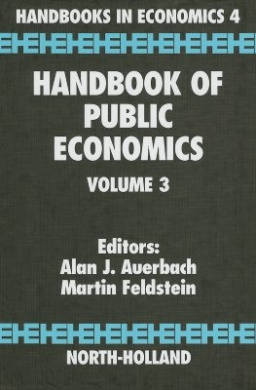 HANDBOOKS IN ECONOMICS 4
HANDBOOK OF
PUBLIC
ECONOMICS
VOLUME 3
Editors:
Alan J. Auerbach
Martin Feldstein
NORTH-HOLLAND